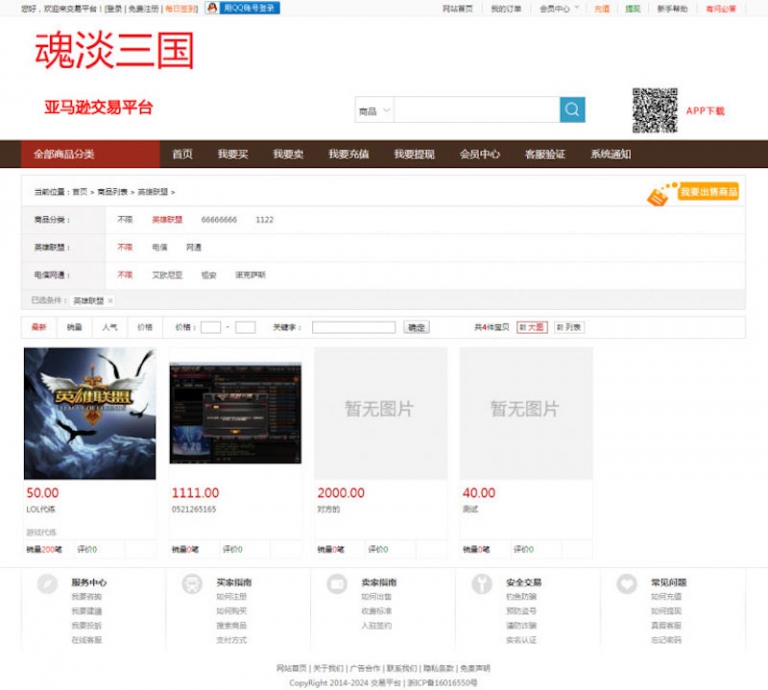 您好，欢迎来交易平台！[登录 | 免费注册 | 每日签到] 用QQ账号登录 网站首页 我的订单 会员中心 充值 提现 新手帮助 有问必答
魂淡三国
亚马逊交易平台
商品
APP下载
全部商品分类 首页 我要买 我要卖 我要充值 我要提现 会员中心 客服验证 系统通知
当前位置：首页 > 商品列表 > 英雄联盟 > 我要出售商品
商品分类： 不限 英雄联盟 66666666 1122
英雄联盟： 不限 电信 网通
电信网通： 不限 艾欧尼亚 祖安 诺克萨斯
已选条件： 英雄联盟 ×
最新 销量 人气 价格 价格： - 关键字： 确定 共4件宝贝 大图 列表
英雄联盟
LEAGUE OF LEGENDS
暂无图片 暂无图片
50.00 1111.00 2000.00 40.00
LOL代练 0521265165 对方的 测试
游戏代练
销量200笔 评价0 销量0笔 评价0 销量0笔 评价0 销量0笔 评价0
服务中心 买家指南 卖家指南 安全交易 常见问题
我要咨询 如何注册 如何出售 钓鱼防骗 如何充值
我要建议 如何购买 收费标准 预防盗号 如何提现
我要投诉 搜索商品 入驻签约 谨防诈骗 真假客服
在线客服 支付方式 实名认证 忘记密码
网站首页 | 关于我们 | 广告合作 | 联系我们 | 隐私条款 | 免责声明
CopyRight 2014-2024 交易平台 | 浙ICP备16016550号